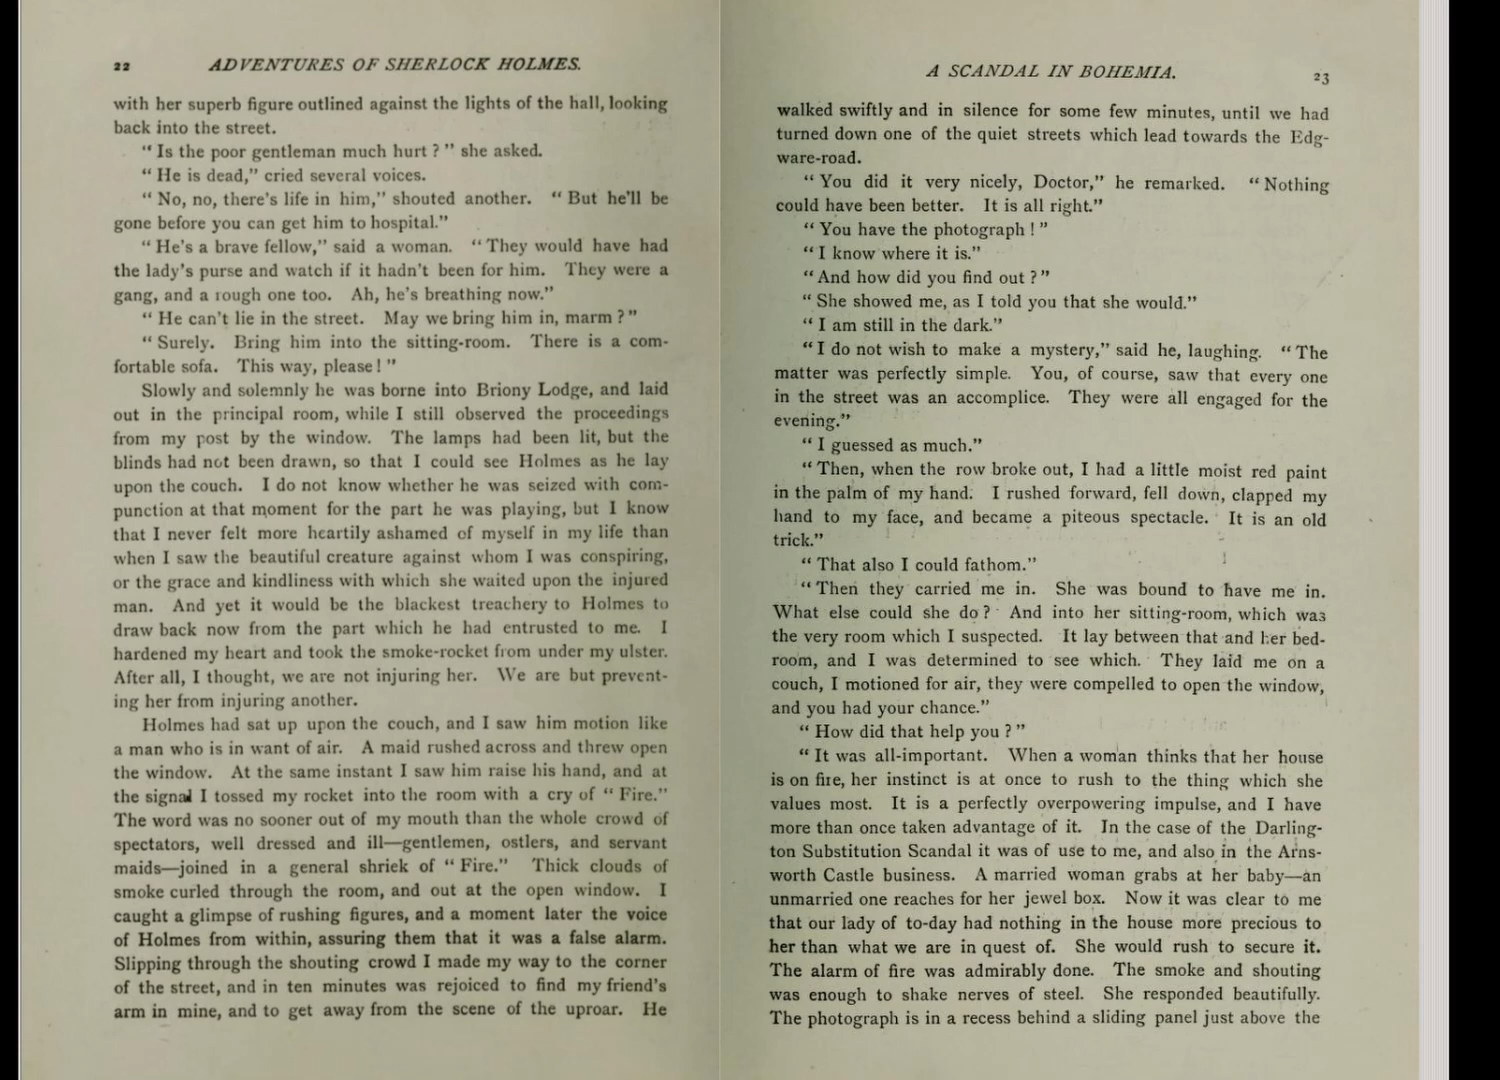 22 ADVENTURES OF SHERLOCK HOLMES.
with her superb figure outlined against the lights of the hall, looking
back into the street.
“ Is the poor gentleman much hurt ? ” she asked.
“ He is dead,” cried several voices.
“ No, no, there's life in him,” shouted another. “ But he'll be
gone before you can get him to hospital.”
“ He's a brave fellow,” said a woman. “ They would have had
the lady's purse and watch if it hadn't been for him. They were a
gang, and a rough one too. Ah, he's breathing now.”
“ He can't lie in the street. May we bring him in, marm ? ”
“ Surely. Bring him into the sitting-room. There is a com-
fortable sofa. This way, please ! ”
Slowly and solemnly he was borne into Briony Lodge, and laid
out in the principal room, while I still observed the proceedings
from my post by the window. The lamps had been lit, but the
blinds had not been drawn, so that I could see Holmes as he lay
upon the couch. I do not know whether he was seized with com-
punction at that moment for the part he was playing, but I know
that I never felt more heartily ashamed of myself in my life than
when I saw the beautiful creature against whom I was conspiring,
or the grace and kindliness with which she waited upon the injured
man. And yet it would be the blackest treachery to Holmes to
draw back now from the part which he had entrusted to me. I
hardened my heart and took the smoke-rocket from under my ulster.
After all, I thought, we are not injuring her. We are but prevent-
ing her from injuring another.
Holmes had sat up upon the couch, and I saw him motion like
a man who is in want of air. A maid rushed across and threw open
the window. At the same instant I saw him raise his hand, and at
the signal I tossed my rocket into the room with a cry of “ Fire.”
The word was no sooner out of my mouth than the whole crowd of
spectators, well dressed and ill—gentlemen, ostlers, and servant
maids—joined in a general shriek of “ Fire.” Thick clouds of
smoke curled through the room, and out at the open window. I
caught a glimpse of rushing figures, and a moment later the voice
of Holmes from within, assuring them that it was a false alarm.
Slipping through the shouting crowd I made my way to the corner
of the street, and in ten minutes was rejoiced to find my friend's
arm in mine, and to get away from the scene of the uproar. He
A SCANDAL IN BOHEMIA. 23
walked swiftly and in silence for some few minutes, until we had
turned down one of the quiet streets which lead towards the Edg-
ware-road.
“ You did it very nicely, Doctor,” he remarked. “ Nothing
could have been better. It is all right.”
“ You have the photograph ! ”
“ I know where it is.”
“ And how did you find out ? ”
“ She showed me, as I told you that she would.”
“ I am still in the dark.”
“ I do not wish to make a mystery,” said he, laughing. “ The
matter was perfectly simple. You, of course, saw that every one
in the street was an accomplice. They were all engaged for the
evening.”
“ I guessed as much.”
“ Then, when the row broke out, I had a little moist red paint
in the palm of my hand. I rushed forward, fell down, clapped my
hand to my face, and became a piteous spectacle. It is an old
trick.”
“ That also I could fathom.”
“ Then they carried me in. She was bound to have me in.
What else could she do ? And into her sitting-room, which was
the very room which I suspected. It lay between that and her bed-
room, and I was determined to see which. They laid me on a
couch, I motioned for air, they were compelled to open the window,
and you had your chance.”
“ How did that help you ? ”
“ It was all-important. When a woman thinks that her house
is on fire, her instinct is at once to rush to the thing which she
values most. It is a perfectly overpowering impulse, and I have
more than once taken advantage of it. In the case of the Darling-
ton Substitution Scandal it was of use to me, and also in the Arns-
worth Castle business. A married woman grabs at her baby—an
unmarried one reaches for her jewel box. Now it was clear to me
that our lady of to-day had nothing in the house more precious to
her than what we are in quest of. She would rush to secure it.
The alarm of fire was admirably done. The smoke and shouting
was enough to shake nerves of steel. She responded beautifully.
The photograph is in a recess behind a sliding panel just above the